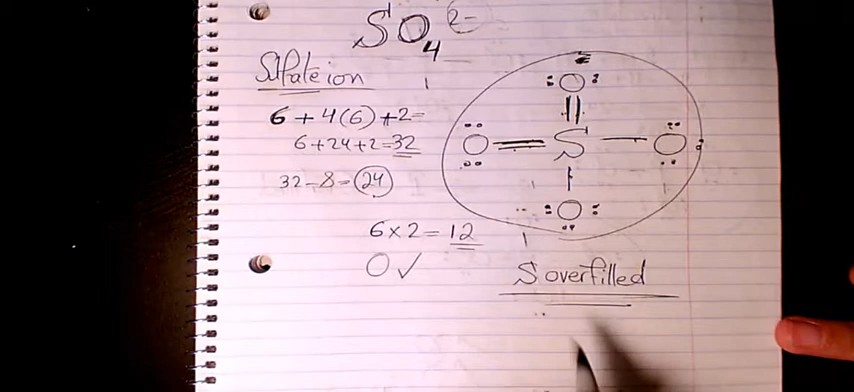 SO4 2-
Sulfate ion
6 + 4(6) + 2 =
6 + 24 + 2 = 32
32 - 8 = 24
6 x 2 = 12
O ✓
O
O = S — O
O
S overfilled